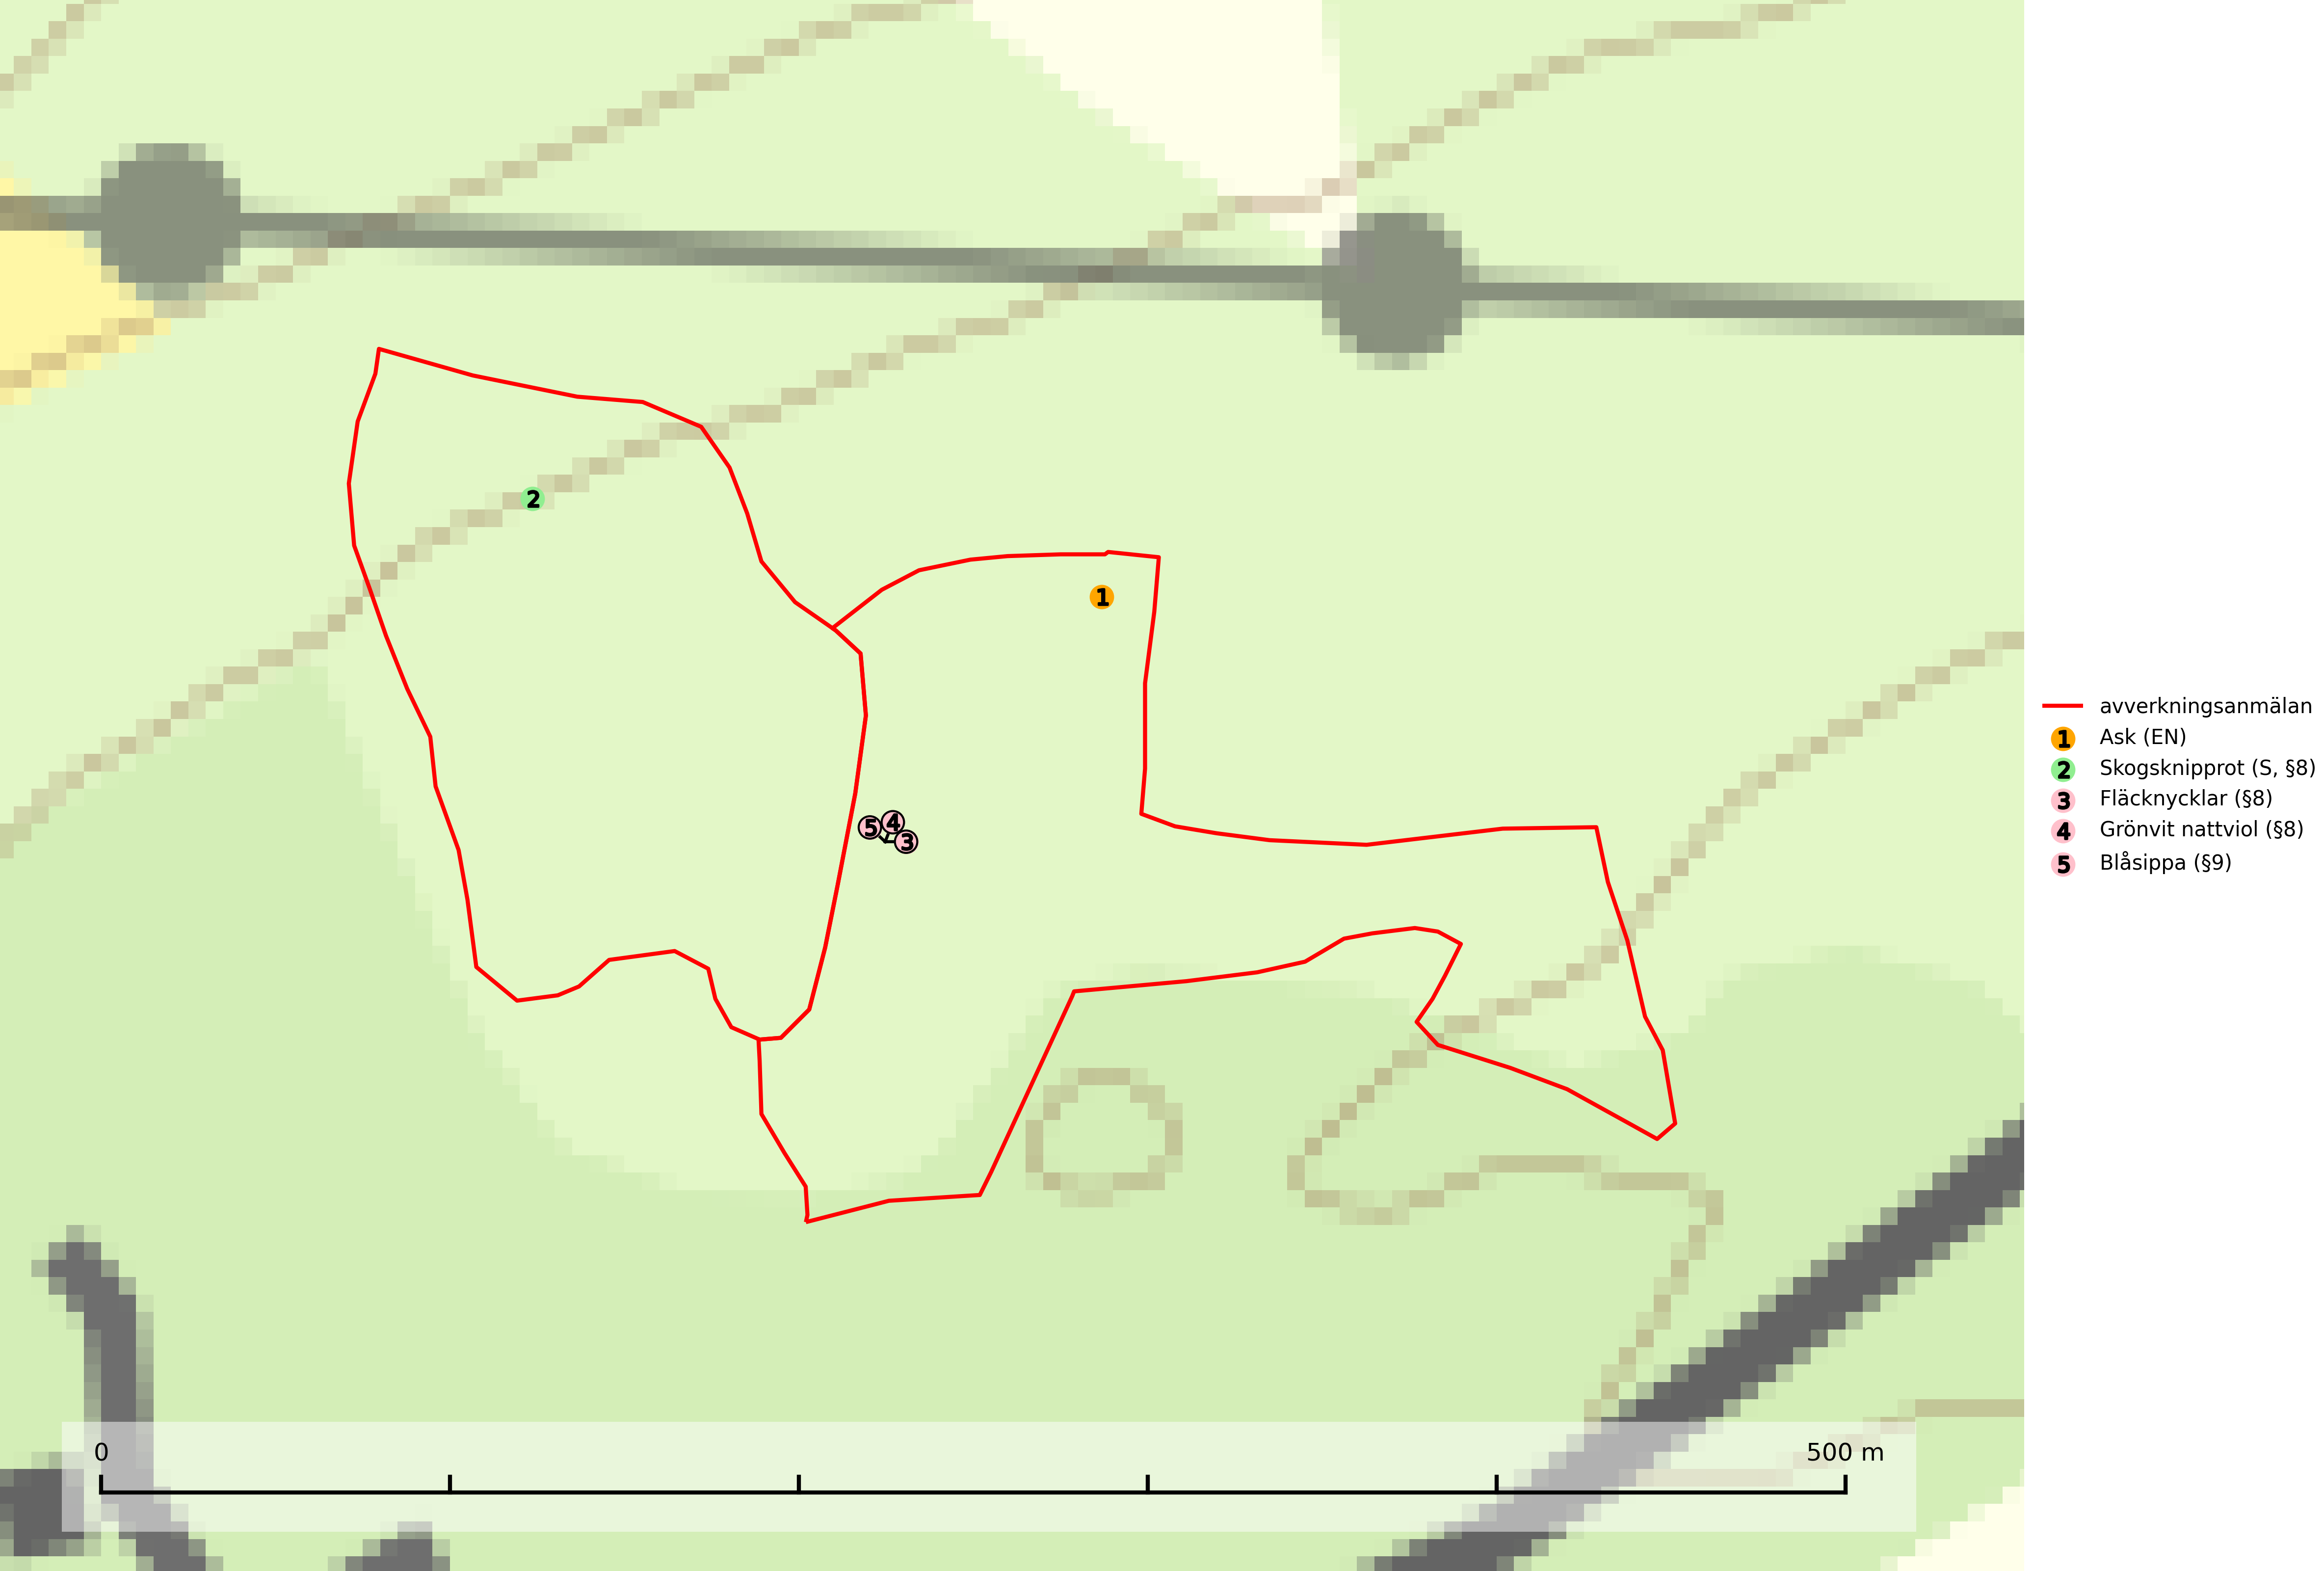 2
1
5 4
3
avverkningsanmälan
1 Ask (EN)
2 Skogsknipprot (S, §8)
3 Fläcknycklar (§8)
4 Grönvit nattviol (§8)
5 Blåsippa (§9)
0 500 m